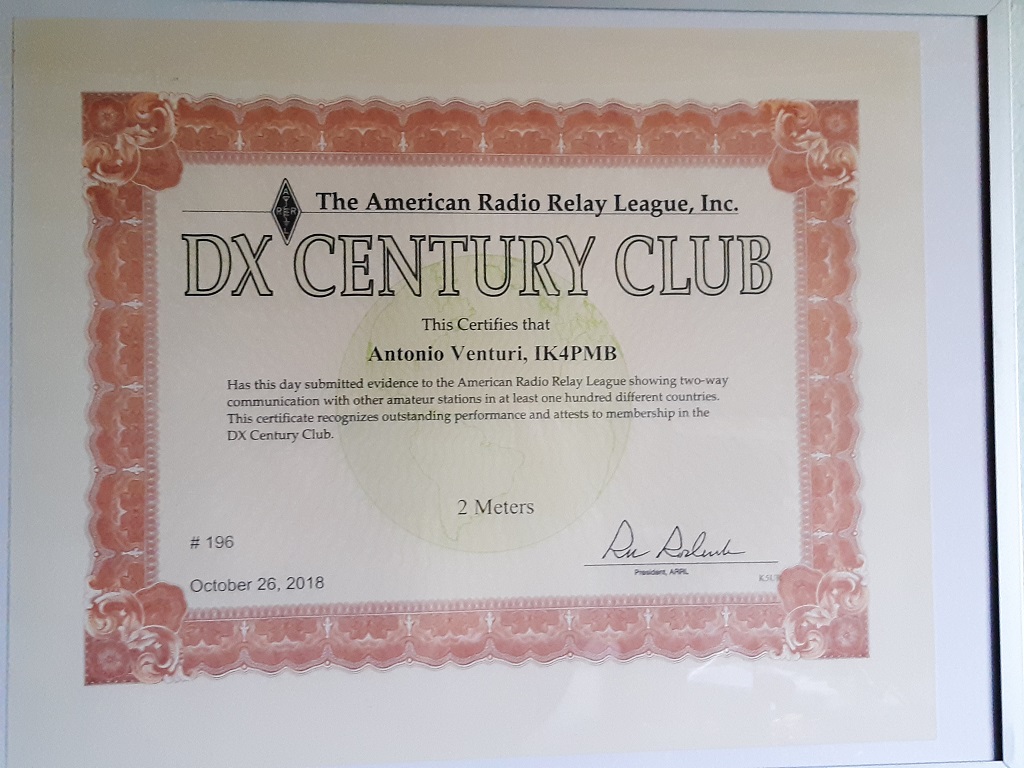 The American Radio Relay League, Inc.
DX CENTURY CLUB
This Certifies that
Antonio Venturi, IK4PMB
Has this day submitted evidence to the American Radio Relay League showing two-way
communication with other amateur stations in at least one hundred different countries.
This certificate recognizes outstanding performance and attests to membership in the
DX Century Club.
2 Meters
# 196
October 26, 2018
President, ARRL